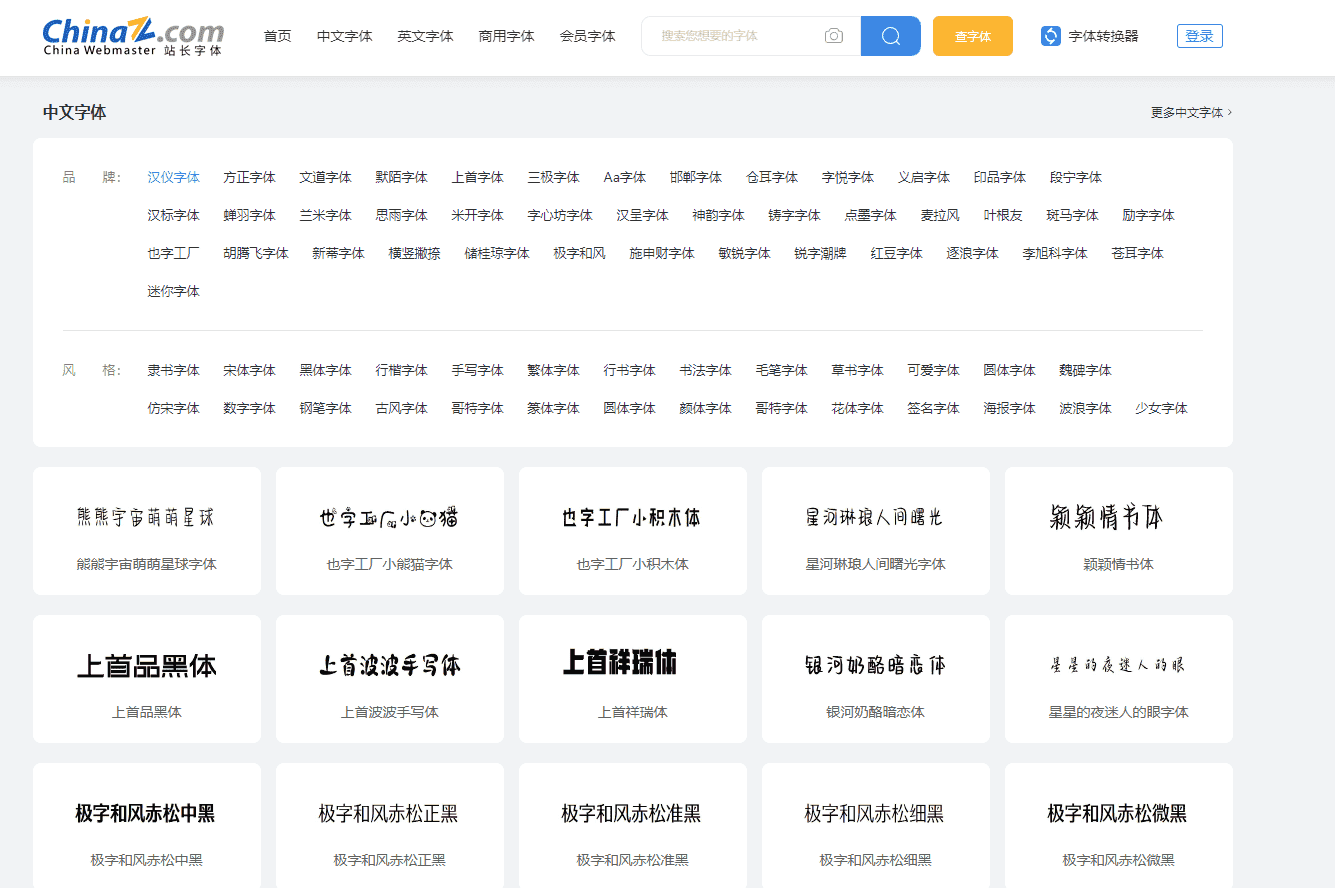 ChinaZ.com
China Webmaster 站长字体
首页 中文字体 英文字体 商用字体 会员字体 搜索您想要的字体 查字体 字体转换器 登录
中文字体 更多中文字体 >
品 牌： 汉仪字体 方正字体 文道字体 默陌字体 上首字体 三极字体 Aa字体 邯郸字体 仓耳字体 字悦字体 义启字体 印品字体 段宁字体
汉标字体 蝉羽字体 兰米字体 思雨字体 米开字体 字心坊字体 汉呈字体 神韵字体 铸字字体 点墨字体 麦拉风 叶根友 斑马字体 励字字体
也字工厂 胡腾飞字体 新蒂字体 横竖撇捺 储桂琼字体 极字和风 施申财字体 敏锐字体 锐字潮牌 红豆字体 逐浪字体 李旭科字体 苍耳字体
迷你字体
风 格： 隶书字体 宋体字体 黑体字体 行楷字体 手写字体 繁体字体 行书字体 书法字体 毛笔字体 草书字体 可爱字体 圆体字体 魏碑字体
仿宋字体 数字字体 钢笔字体 古风字体 哥特字体 篆体字体 圆体字体 颜体字体 哥特字体 花体字体 签名字体 海报字体 波浪字体 少女字体
熊熊宇宙萌萌星球 也字工厂小熊猫 也字工厂小积木体 星河琳琅人间曙光 颖颖情书体
熊熊宇宙萌萌星球字体 也字工厂小熊猫字体 也字工厂小积木体 星河琳琅人间曙光字体 颖颖情书体
上首品黑体 上首波波手写体 上首祥瑞体 银河奶酪暗恋体 星星的夜迷人的眼
上首品黑体 上首波波手写体 上首祥瑞体 银河奶酪暗恋体 星星的夜迷人的眼字体
极字和风赤松中黑 极字和风赤松正黑 极字和风赤松准黑 极字和风赤松细黑 极字和风赤松微黑
极字和风赤松中黑 极字和风赤松正黑 极字和风赤松准黑 极字和风赤松细黑 极字和风赤松微黑